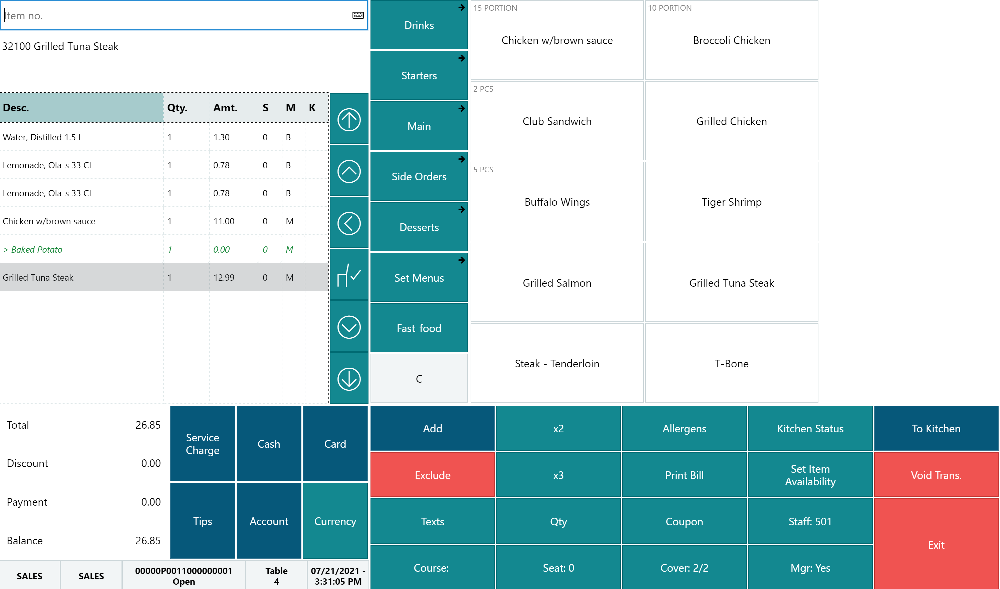 Item no.
32100 Grilled Tuna Steak
Desc. Qty. Amt. S M K
Water, Distilled 1.5 L 1 1.30 0 B
Lemonade, Ola-s 33 CL 1 0.78 0 B
Lemonade, Ola-s 33 CL 1 0.78 0 B
Chicken w/brown sauce 1 11.00 0 M
> Baked Potato 1 0.00 0 M
Grilled Tuna Steak 1 12.99 0 M
Total 26.85
Discount 0.00
Payment 0.00
Balance 26.85
Service
Charge
Cash
Card
Tips
Account
Currency
SALES
SALES
00000P0011000000001
Open
Table
4
07/21/2021 -
3:31:05 PM
Drinks
Starters
Main
Side Orders
Desserts
Set Menus
Fast-food
C
15 PORTION
Chicken w/brown sauce
10 PORTION
Broccoli Chicken
2 PCS
Club Sandwich
Grilled Chicken
5 PCS
Buffalo Wings
Tiger Shrimp
Grilled Salmon
Grilled Tuna Steak
Steak - Tenderloin
T-Bone
Add
x2
Allergens
Kitchen Status
To Kitchen
Exclude
x3
Print Bill
Set Item
Availability
Void Trans.
Texts
Qty
Coupon
Staff: 501
Exit
Course:
Seat: 0
Cover: 2/2
Mgr: Yes